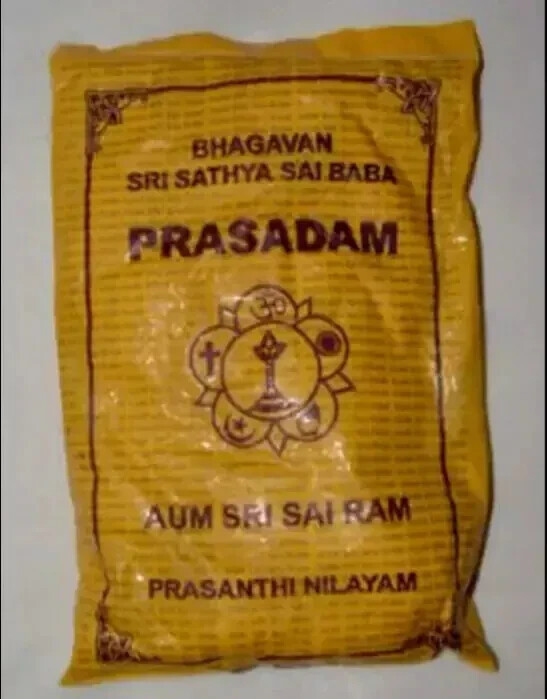 BHAGAVAN
SRI SATHYA SAI BABA
PRASADAM
ॐ
AUM SRI SAI RAM
PRASANTHI NILAYAM